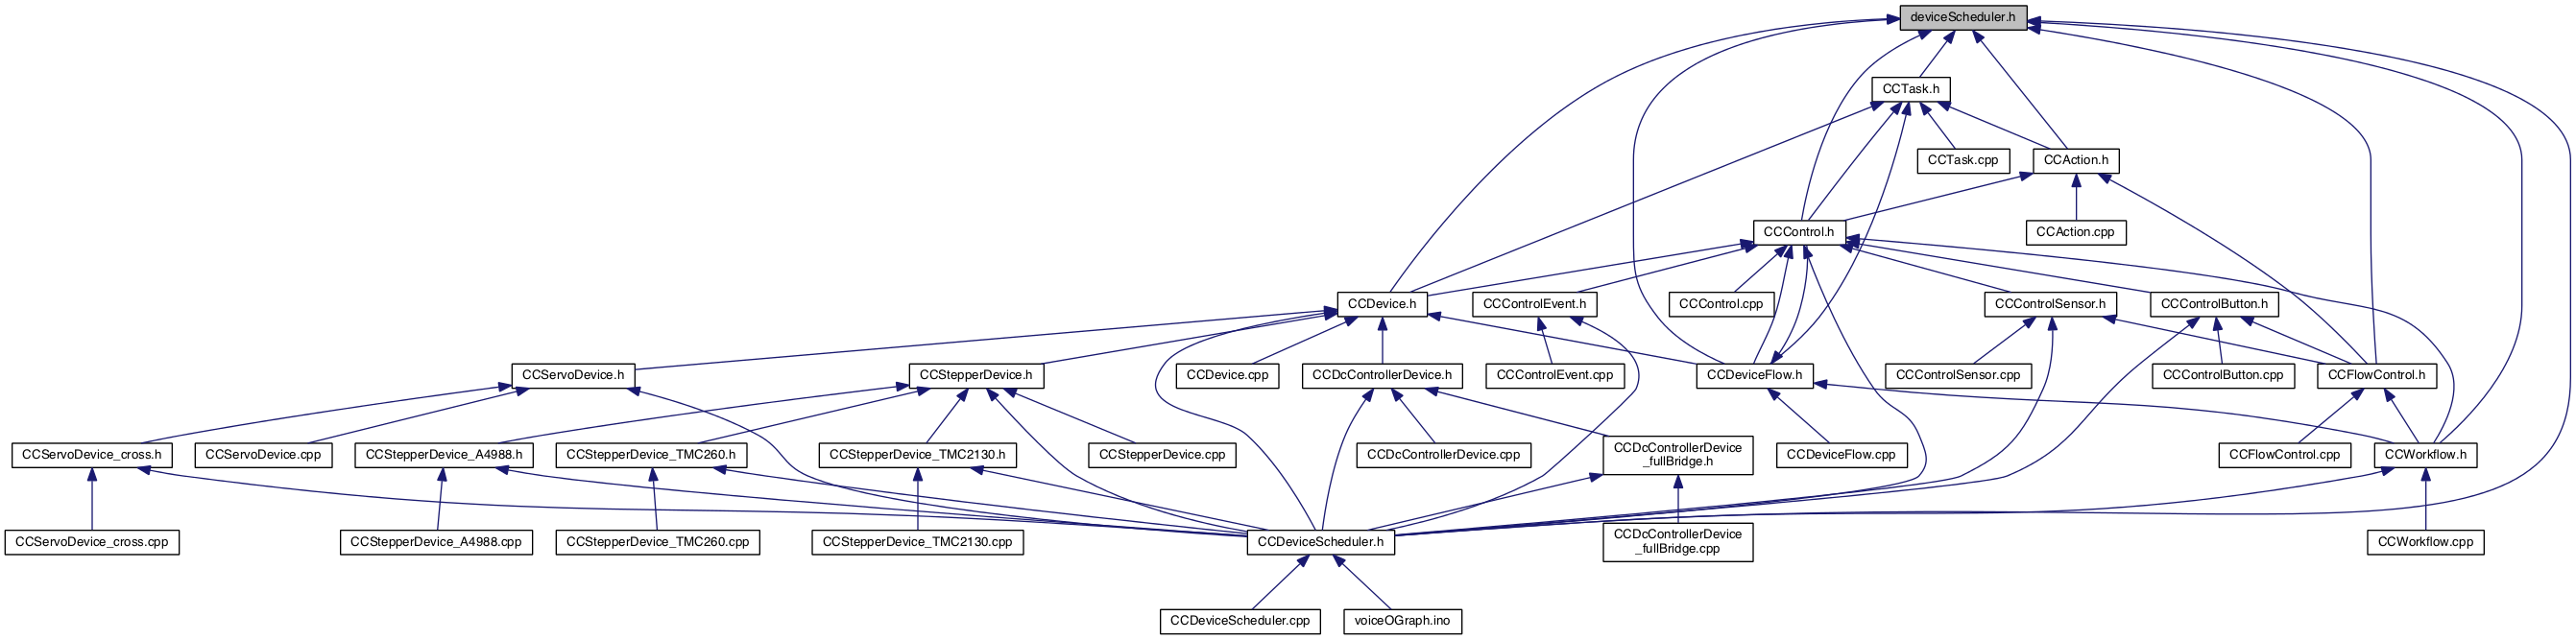 deviceScheduler.h
CCTask.h
CCTask.cpp
CCAction.h
CCControl.h
CCAction.cpp
CCDevice.h
CCControlEvent.h
CCControl.cpp
CCControlSensor.h
CCControlButton.h
CCServoDevice.h
CCStepperDevice.h
CCDevice.cpp
CCDcControllerDevice.h
CCControlEvent.cpp
CCDeviceFlow.h
CCControlSensor.cpp
CCControlButton.cpp
CCFlowControl.h
CCServoDevice_cross.h
CCServoDevice.cpp
CCStepperDevice_A4988.h
CCStepperDevice_TMC260.h
CCStepperDevice_TMC2130.h
CCStepperDevice.cpp
CCDcControllerDevice.cpp
CCDcControllerDevice
_fullBridge.h
CCDeviceFlow.cpp
CCFlowControl.cpp
CCWorkflow.h
CCServoDevice_cross.cpp
CCStepperDevice_A4988.cpp
CCStepperDevice_TMC260.cpp
CCStepperDevice_TMC2130.cpp
CCDeviceScheduler.h
CCDcControllerDevice
_fullBridge.cpp
CCWorkflow.cpp
CCDeviceScheduler.cpp
voiceOGraph.ino